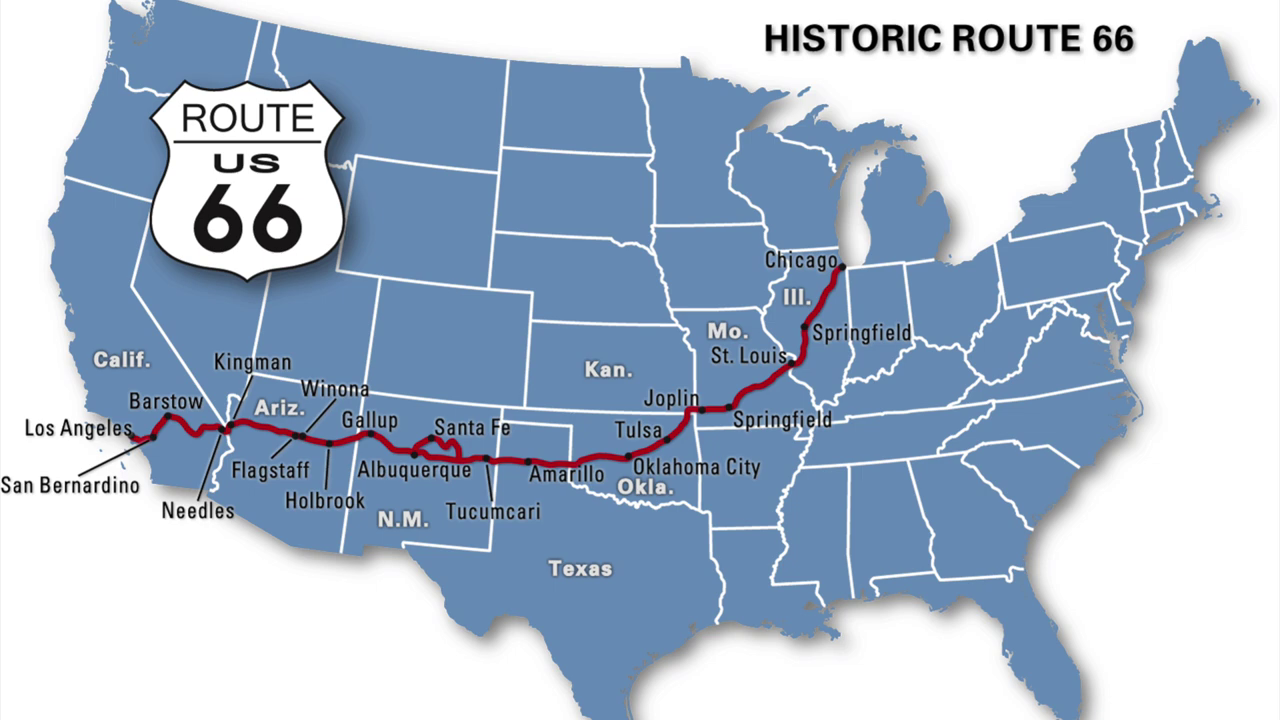 HISTORIC ROUTE 66
ROUTE
US
66
Chicago
Ill.
Springfield
Mo.
St. Louis
Calif.
Kingman
Kan.
Winona
Joplin
Barstow
Ariz.
Gallup
Springfield
Los Angeles
Santa Fe
Tulsa
Flagstaff
Albuquerque
Amarillo
Oklahoma City
San Bernardino
Okla.
Holbrook
Needles
N.M.
Tucumcari
Texas